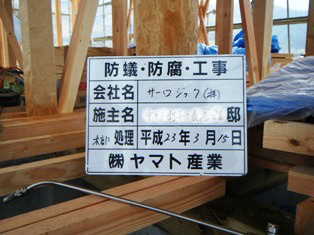 防蟻・防腐・工事
会社名 サーロジック(株)
施主名 邸
木部処理 平成23年3月15日
㈱ヤマト産業